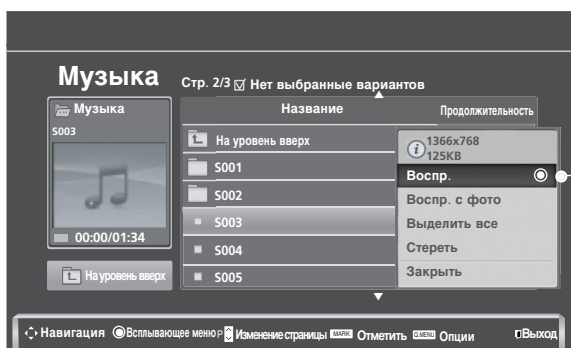 Музыка
Стр. 2/3 ☑ Нет выбранные вариантов
Музыка
S003
00:00/01:34
На уровень вверх
Название
Продолжительность
На уровень вверх
S001
S002
S003
S004
S005
1366x768
125KB
Воспр.
Воспр. с фото
Выделить все
Стереть
Закрыть
Навигация Всплывающее меню P Изменение страницы MARK Отметить Q.MENU Опции Выход